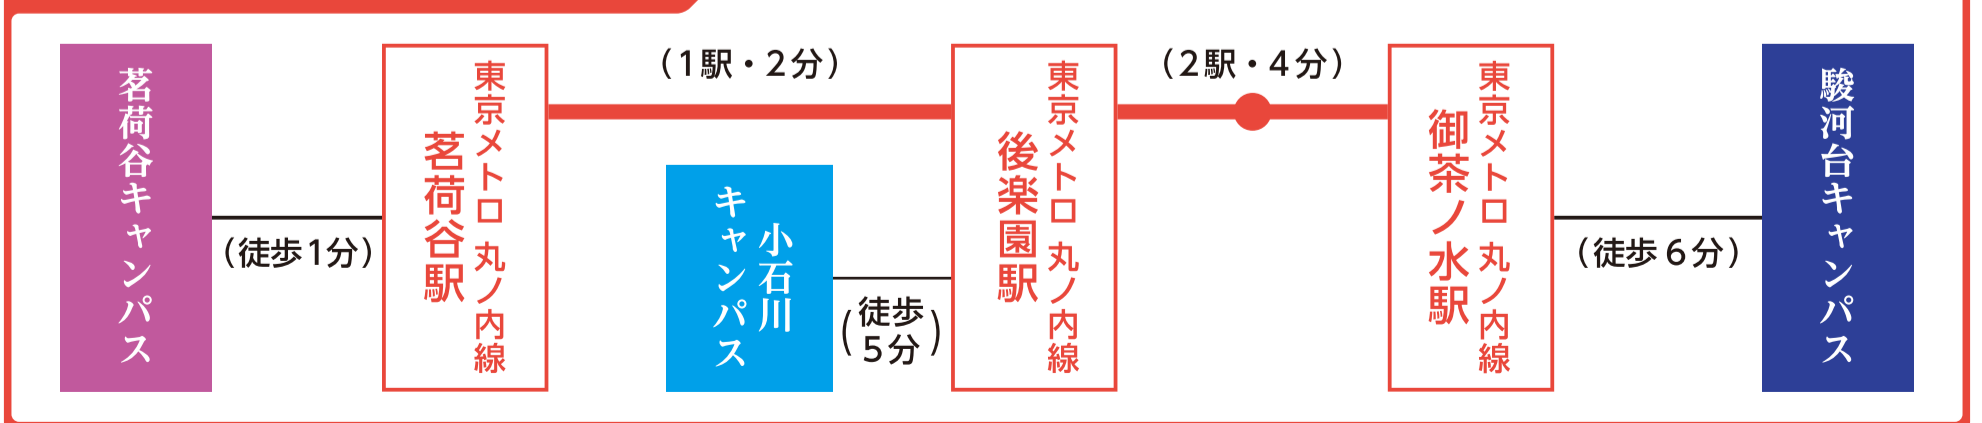 茗荷谷キャンパス
（徒歩1分）
東京メトロ 丸ノ内線
茗荷谷駅
（1駅・2分）
小石川
キャンパス
（徒歩
5分）
東京メトロ 丸ノ内線
後楽園駅
（2駅・4分）
東京メトロ 丸ノ内線
御茶ノ水駅
（徒歩6分）
駿河台キャンパス